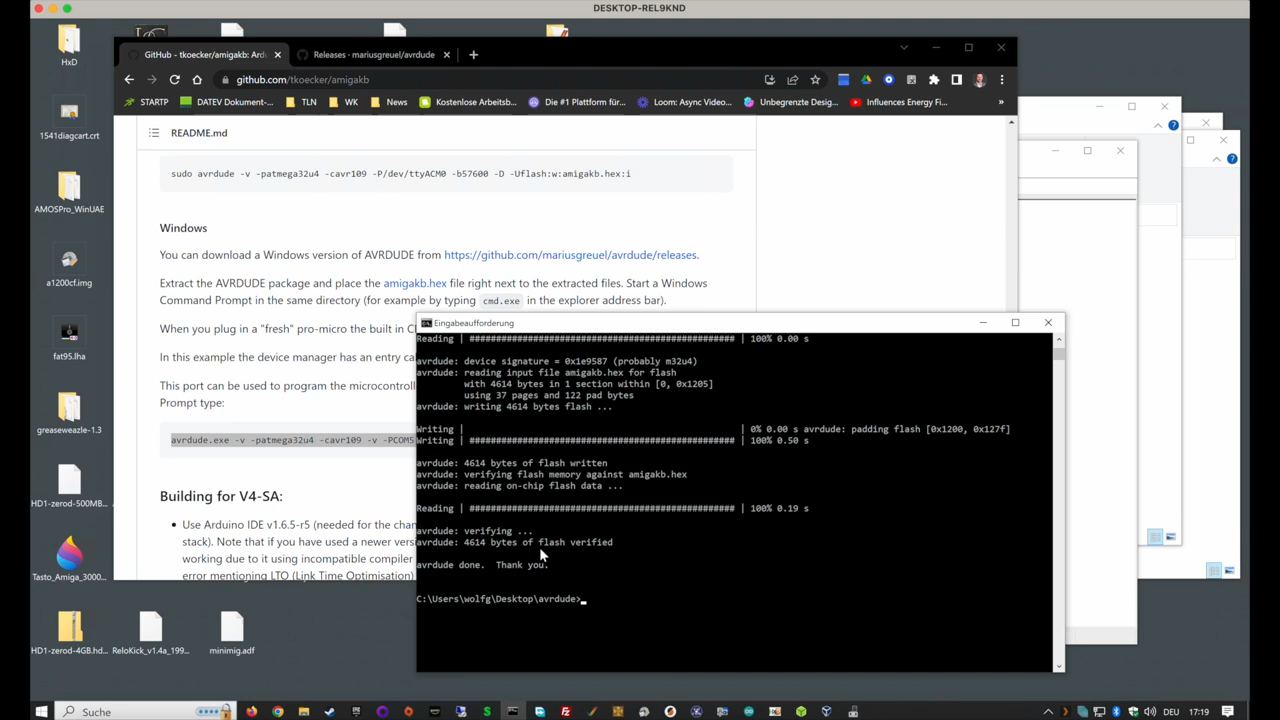 DESKTOP-REL9KND
HxD
1541diagcart.crt
AMOSPro_WinUAE
a1200cf.img
fat95.lha
greaseweazle-1.3
HD1-zerod-500MB...
Tasto_Amiga_3000...
HD1-zerod-4GB.hd...
ReloKick_v1.4a_199...
minimig.adf
GitHub - tkoecker/amigakb: Ard
Releases · mariusgreuel/avrdude
github.com/tkoecker/amigakb
STARTP
DATEV Dokument-...
TLN
WK
News
Kostenlose Arbeitsb...
Die #1 Plattform für...
Loom: Async Video...
Unbegrenzte Desig...
Influences Energy Fi...
»
README.md
sudo avrdude -v -patmega32u4 -cavr109 -P/dev/ttyACM0 -b57600 -D -Uflash:w:amigakb.hex:i
Windows
You can download a Windows version of AVRDUDE from https://github.com/mariusgreuel/avrdude/releases.
Extract the AVRDUDE package and place the amigakb.hex file right next to the extracted files. Start a Windows
Command Prompt in the same directory (for example by typing cmd.exe in the explorer address bar).
When you plug in a "fresh" pro-micro the built in C
In this example the device manager has an entry cal
This port can be used to program the microcontroll
Prompt type:
avrdude.exe -v -patmega32u4 -cavr109 -v -PCOM5
Building for V4-SA:
Use Arduino IDE v1.6.5-r5 (needed for the chan
stack). Note that if you have used a newer vers
working due to it using incompatible compiler
error mentioning LTO (Link Time Optimisation)
Eingabeaufforderung
Reading | ################################################## | 100% 0.00 s
avrdude: device signature = 0x1e9587 (probably m32u4)
avrdude: reading input file amigakb.hex for flash
with 4614 bytes in 1 section within [0, 0x1205]
using 37 pages and 122 pad bytes
avrdude: writing 4614 bytes flash ...
Writing | | 0% 0.00 s avrdude: padding flash [0x1200, 0x127f]
Writing | ################################################## | 100% 0.50 s
avrdude: 4614 bytes of flash written
avrdude: verifying flash memory against amigakb.hex
avrdude: reading on-chip flash data ...
Reading | ################################################## | 100% 0.19 s
avrdude: verifying ...
avrdude: 4614 bytes of flash verified
avrdude done. Thank you.
C:\Users\wolfg\Desktop\avrdude>
Suche
DEU
17:19